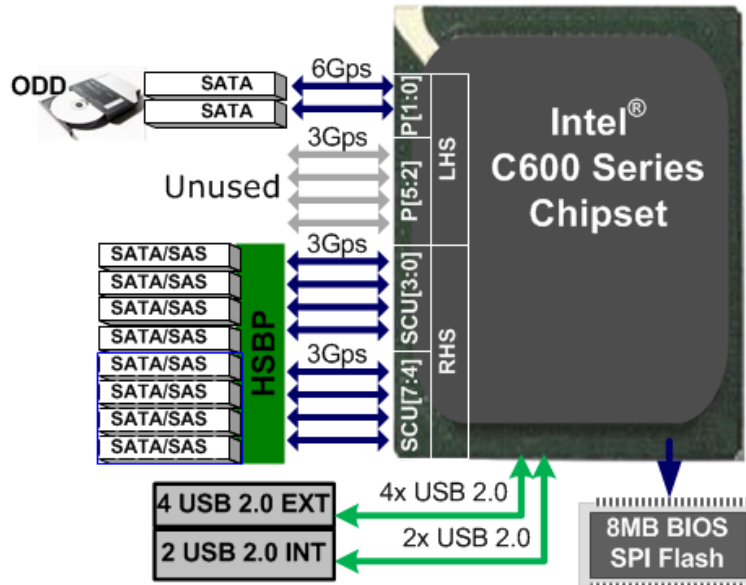 ODD
SATA
SATA
6Gps
P[1:0]
LHS
3Gps
Unused
P[5:2]
Intel®
C600 Series
Chipset
SATA/SAS
SATA/SAS
SATA/SAS
SATA/SAS
SATA/SAS
SATA/SAS
SATA/SAS
SATA/SAS
HSBP
3Gps
SCU[3:0]
RHS
3Gps
SCU[7:4]
4 USB 2.0 EXT
4x USB 2.0
2 USB 2.0 INT
2x USB 2.0
8MB BIOS
SPI Flash